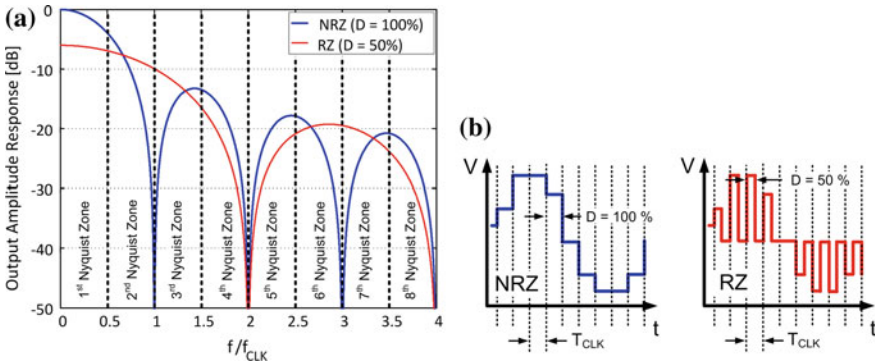 (a)
NRZ (D = 100%)
RZ (D = 50%)
Output Amplitude Response [dB]
0
-10
-20
-30
-40
-50
1st Nyquist Zone
2nd Nyquist Zone
3rd Nyquist Zone
4th Nyquist Zone
5th Nyquist Zone
6th Nyquist Zone
7th Nyquist Zone
8th Nyquist Zone
0 0.5 1 1.5 2 2.5 3 3.5 4
f/fCLK
(b)
V
D = 100 %
NRZ
t
TCLK
V
D = 50 %
RZ
t
TCLK